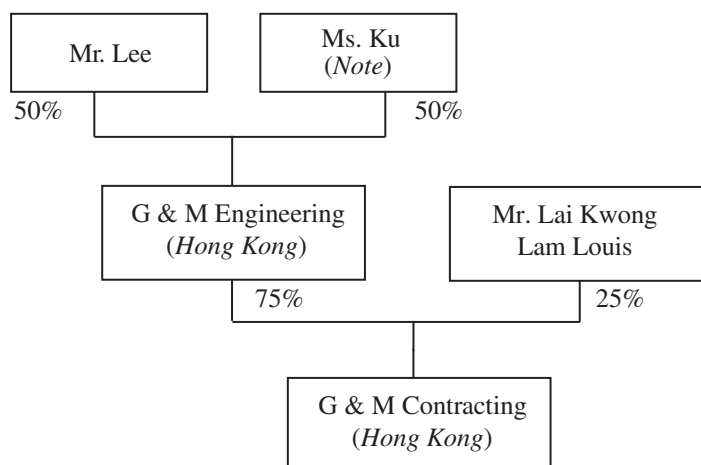 Mr. Lee
Ms. Ku
(Note)
50%
50%
G & M Engineering
(Hong Kong)
Mr. Lai Kwong
Lam Louis
75%
25%
G & M Contracting
(Hong Kong)